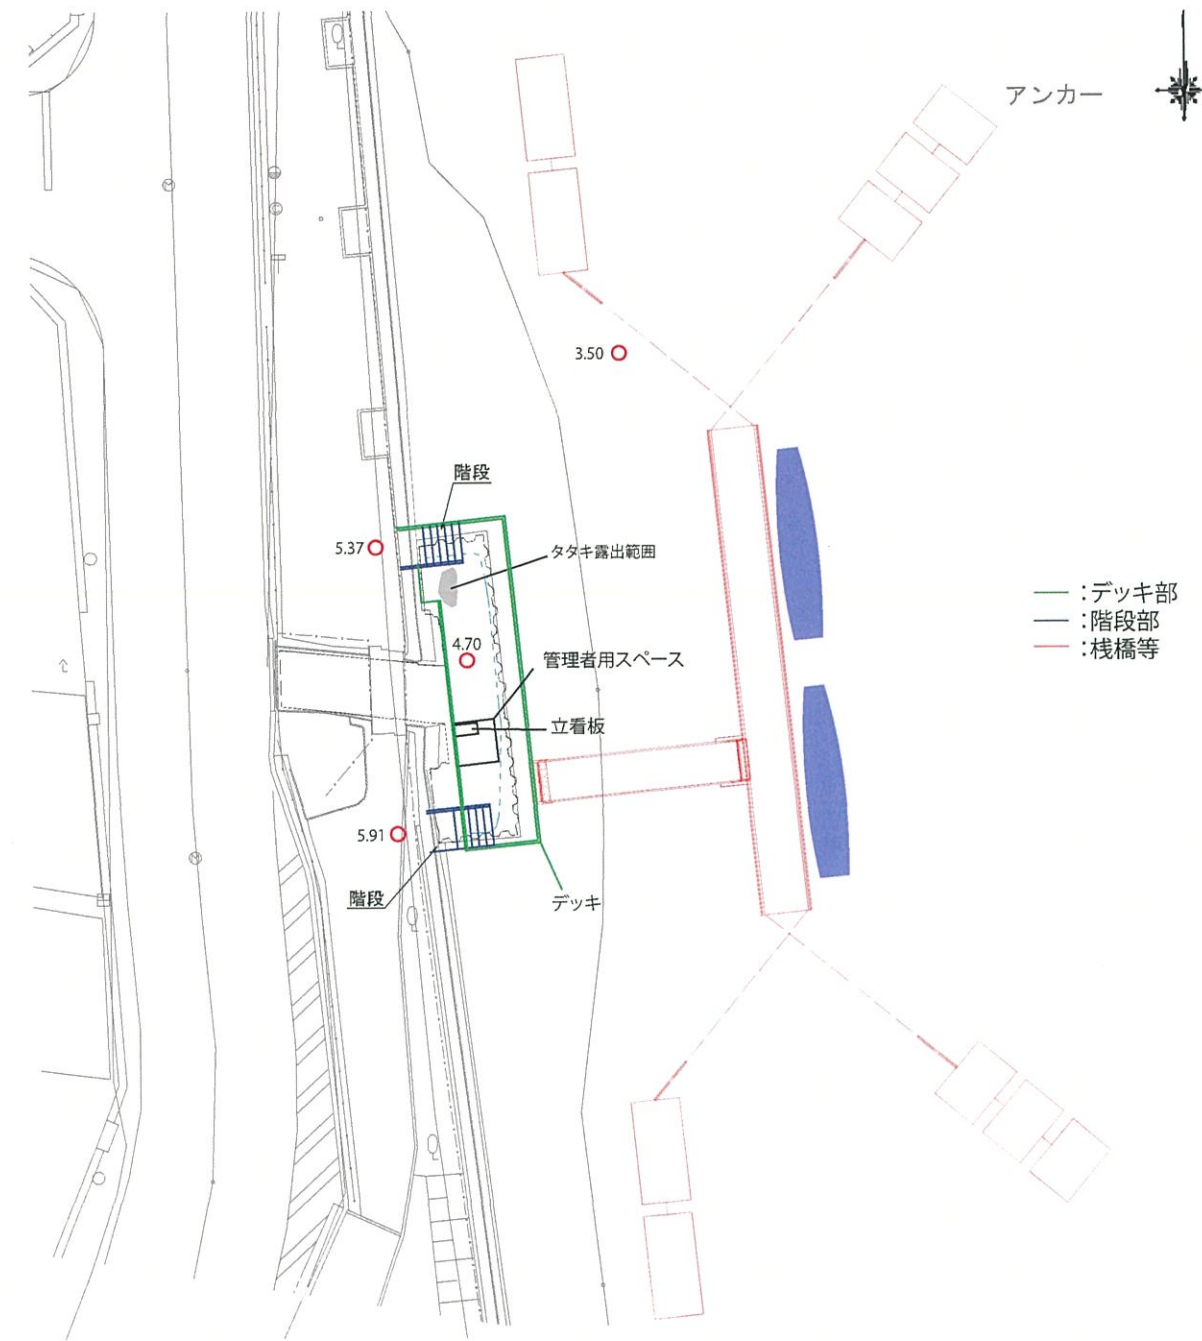 アンカー
3.50
階段
5.37
タタキ露出範囲
:デッキ部
:階段部
:桟橋等
4.70
管理者用スペース
立看板
5.91
階段
デッキ